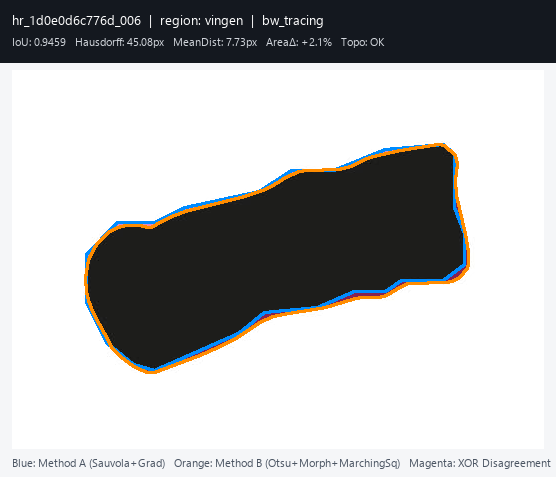 hr_1d0e0d6c776d_006 | region: vingen | bw_tracing
IoU: 0.9459 Hausdorff: 45.08px MeanDist: 7.73px AreaΔ: +2.1% Topo: OK
Blue: Method A (Sauvola+Grad) Orange: Method B (Otsu+Morph+MarchingSq) Magenta: XOR Disagreement